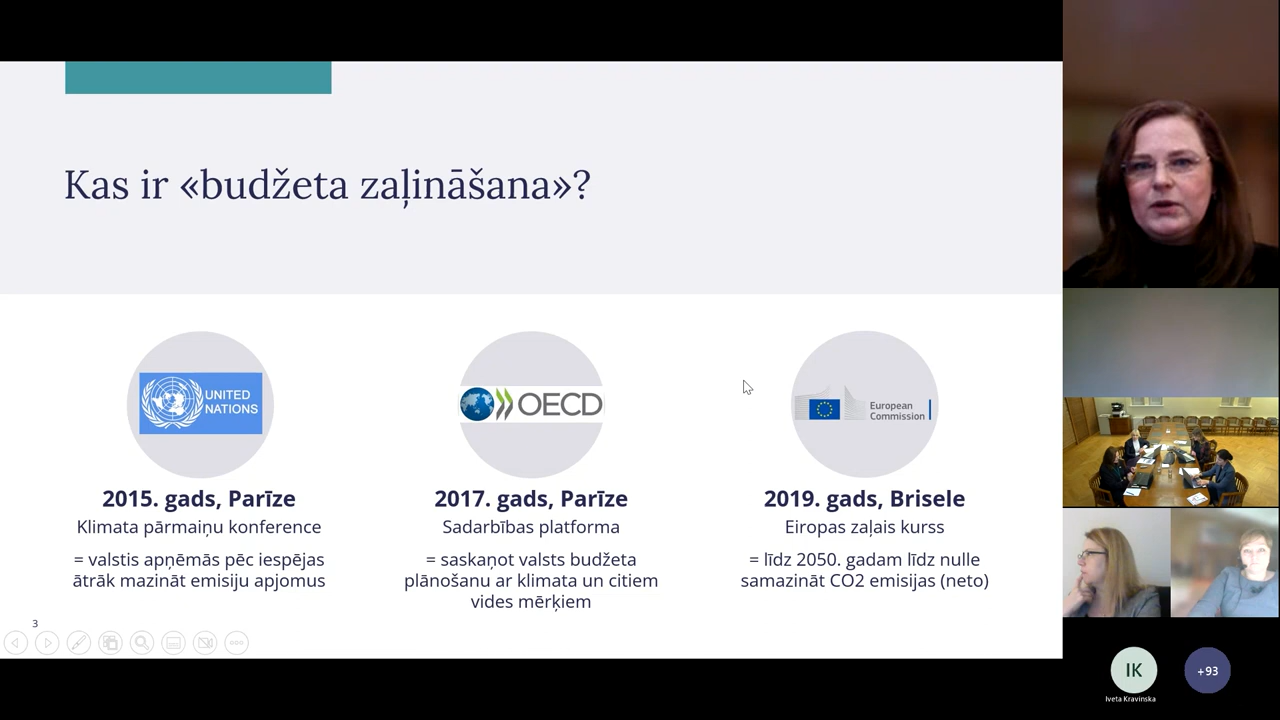 Kas ir «budžeta zaļināšana»?
UNITED
NATIONS
OECD
European
Commission
2015. gads, Parīze
Klimata pārmaiņu konference
= valstis apņēmās pēc iespējas
ātrāk mazināt emisiju apjomus
2017. gads, Parīze
Sadarbības platforma
= saskaņot valsts budžeta
plānošanu ar klimata un citiem
vides mērķiem
2019. gads, Brisele
Eiropas zaļais kurss
= līdz 2050. gadam līdz nulle
samazināt CO2 emisijas (neto)
3
IK
Iveta Kravinska
+93